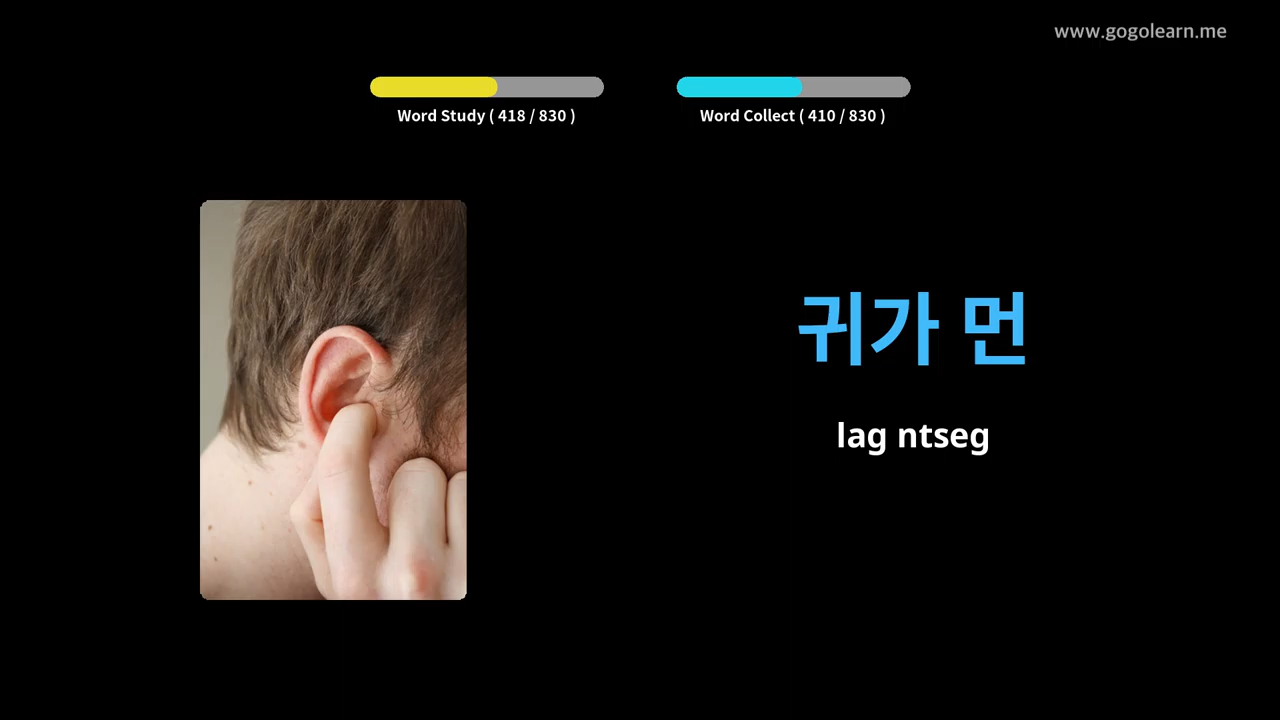 www.gogolearn.me
Word Study ( 418 / 830 )
Word Collect ( 410 / 830 )
귀가 먼
lag ntseg